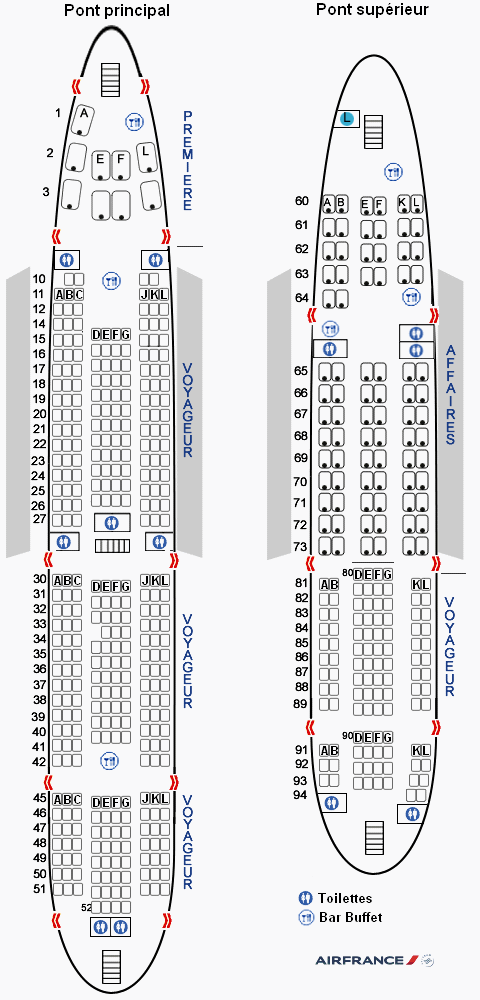 Pont principal
1 A
2 E F L
3
PREMIERE
10
11 ABC JKL
12
14
15 DEFG
16
17
18
19
20
21
22
23
24
25
26
27
VOYAGEUR
30 ABC JKL
31 DEFG
32
33
34
35
36
37
38
39
40
41
42
VOYAGEUR
45 ABC JKL
46 DEFG
47
48
49
50
51
52
VOYAGEUR
Pont supérieur
L
60 A B E F K L
61
62
63
64
65
66
67
68
69
70
71
72
73
AFFAIRES
80 DEFG
81 AB KL
82
83
84
85
86
87
88
89
90 DEFG
91 AB KL
92
93
94
VOYAGEUR
Toilettes
Bar Buffet
AIRFRANCE